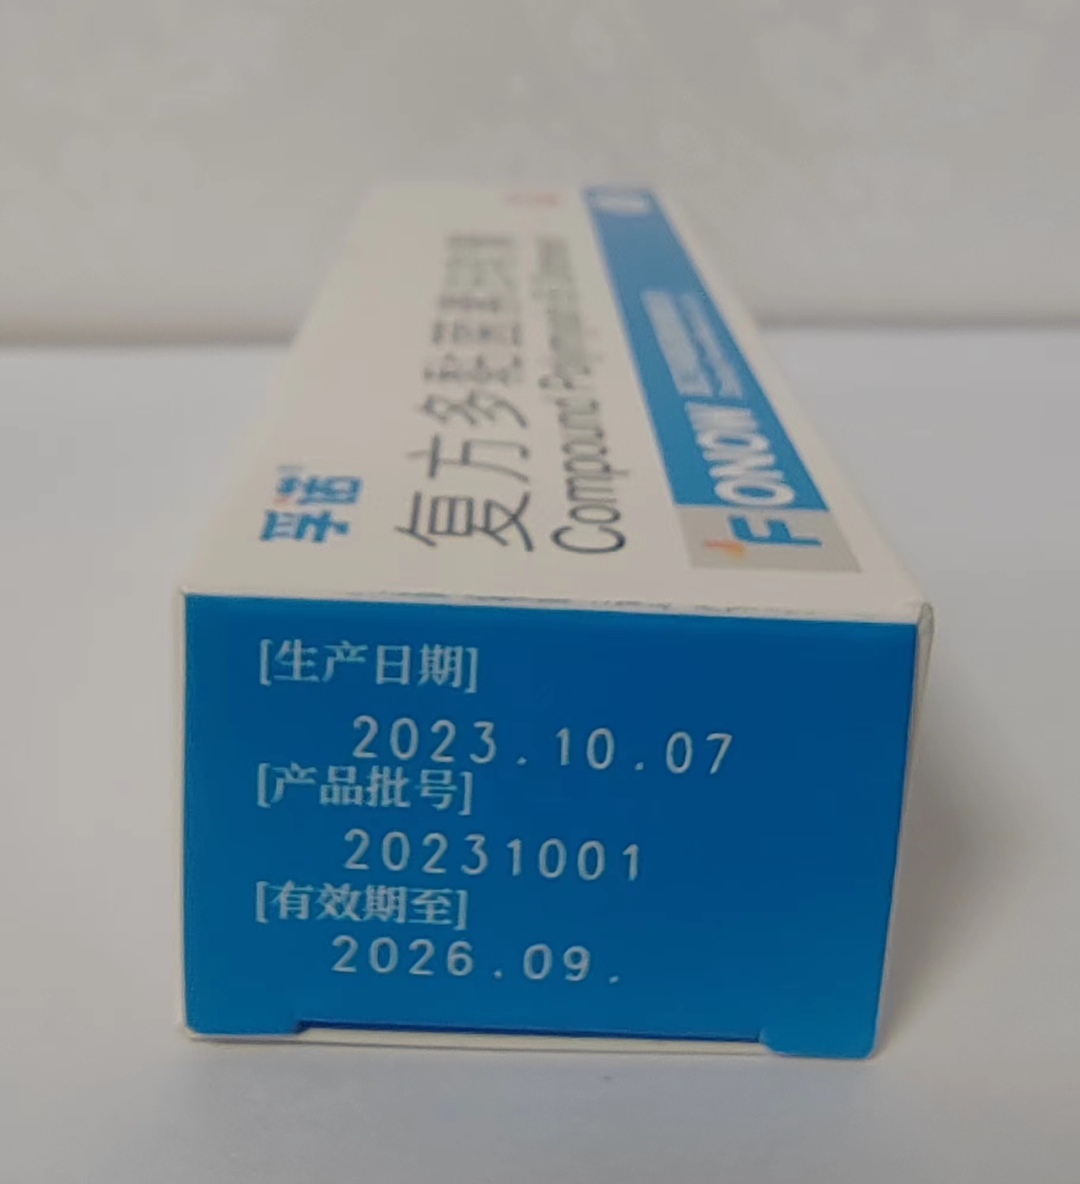 孚诺
复方多黏菌素B软膏
Compound Polymyxin B Ointment
FONOW
[生产日期]
2023.10.07
[产品批号]
20231001
[有效期至]
2026.09.